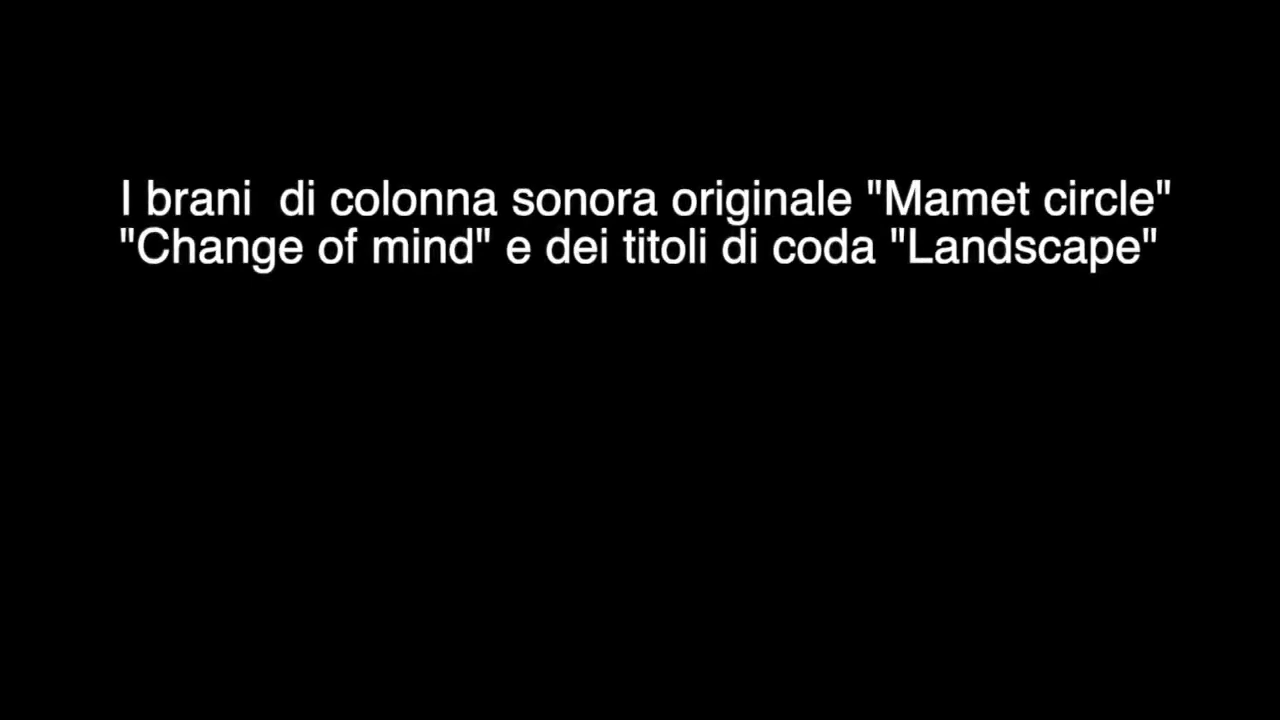 I brani  di colonna sonora originale "Mamet circle"
"Change of mind" e dei titoli di coda "Landscape"